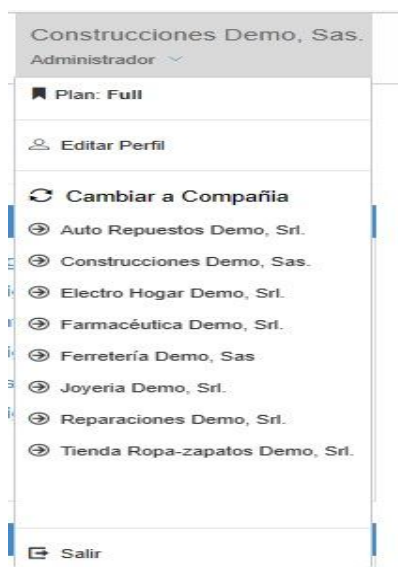 Construcciones Demo, Sas.
Administrador
Plan: Full
Editar Perfil
Cambiar a Compañia
Auto Repuestos Demo, Srl.
Construcciones Demo, Sas.
Electro Hogar Demo, Srl.
Farmacéutica Demo, Srl.
Ferretería Demo, Sas
Joyeria Demo, Srl.
Reparaciones Demo, Srl.
Tienda Ropa-zapatos Demo, Srl.
Salir